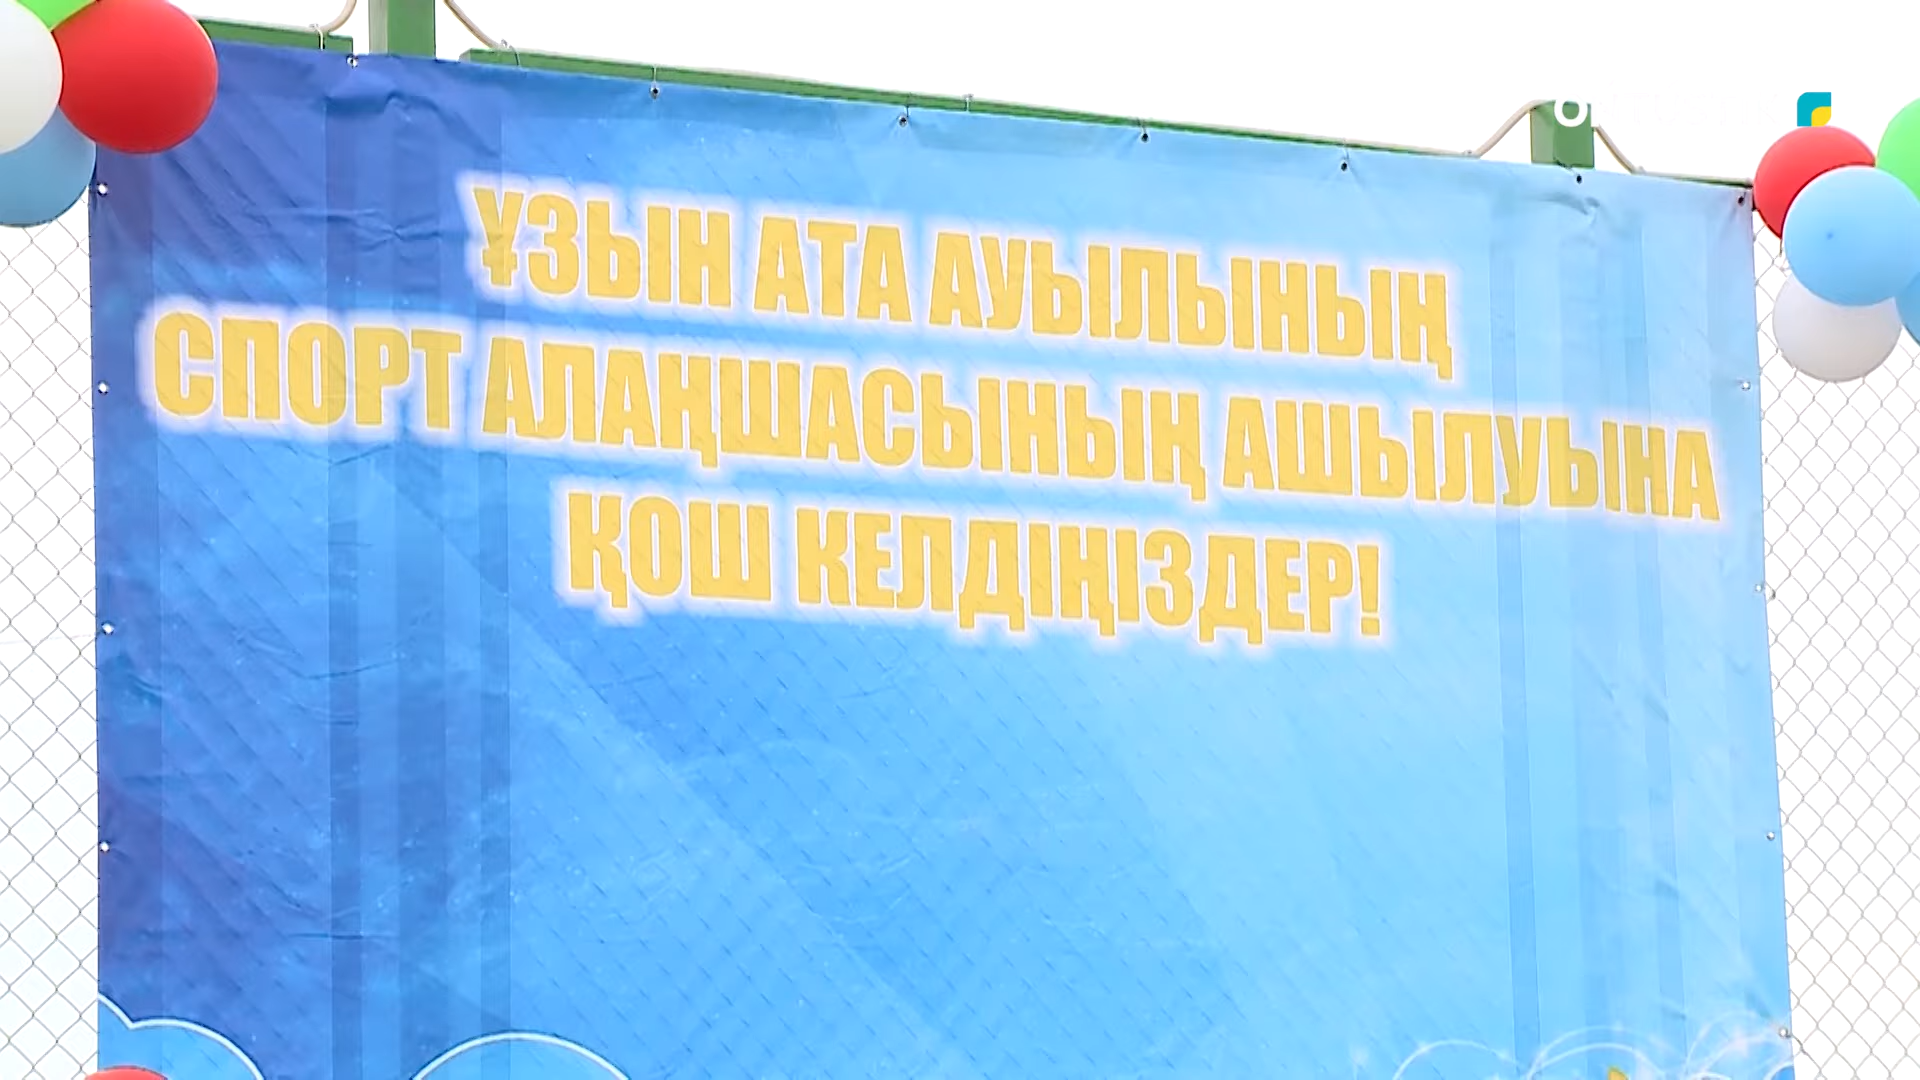 ҰЗЫН АТА АУЫЛЫНЫҢ
СПОРТ АЛАҢШАСЫНЫҢ АШЫЛУЫНА
ҚОШ КЕЛДІҢІЗДЕР!